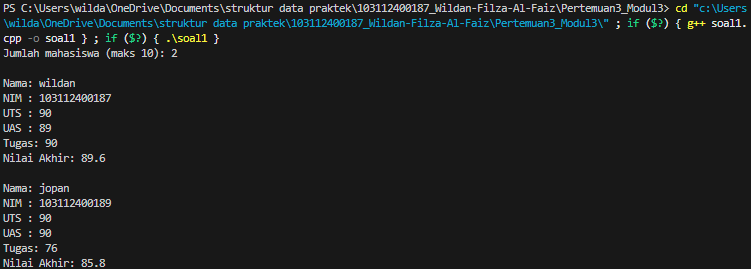 PS C:\Users\wilda\OneDrive\Documents\struktur data praktek\103112400187_Wildan-Filza-Al-Faiz\Pertemuan3_Modul3> cd "c:\Users
\wilda\OneDrive\Documents\struktur data praktek\103112400187_Wildan-Filza-Al-Faiz\Pertemuan3_Modul3\" ; if ($?) { g++ soal1.
cpp -o soal1 } ; if ($?) { .\soal1 }
Jumlah mahasiswa (maks 10): 2
Nama: wildan
NIM : 103112400187
UTS : 90
UAS : 89
Tugas: 90
Nilai Akhir: 89.6
Nama: jopan
NIM : 103112400189
UTS : 90
UAS : 90
Tugas: 76
Nilai Akhir: 85.8